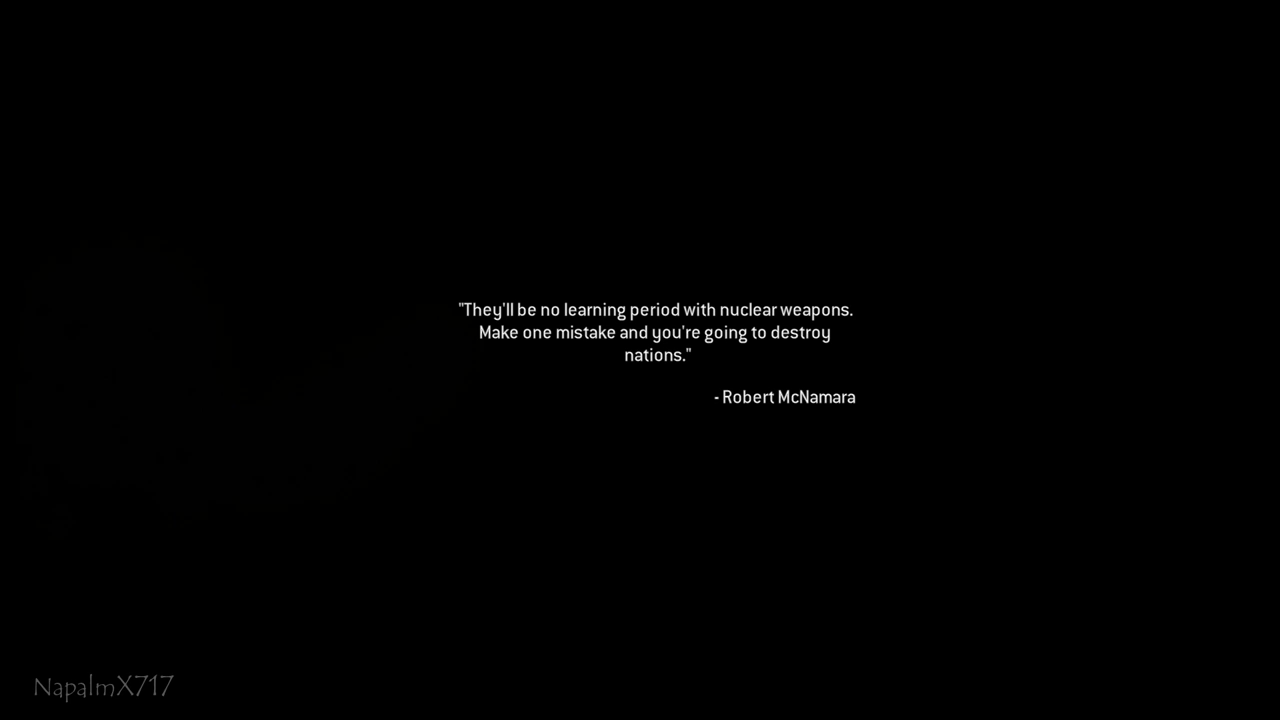 "They'll be no learning period with nuclear weapons.
Make one mistake and you're going to destroy
nations."
- Robert McNamara
NapalmX717